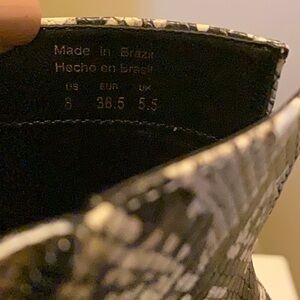 Made in Brazil
Hecho en Brasil
US EUR UK
8 38.5 5.5